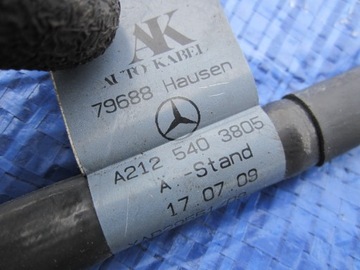 AK
AUTO KABEL
79688 Hausen
A212 540 3805
A -Stand
17 07 09